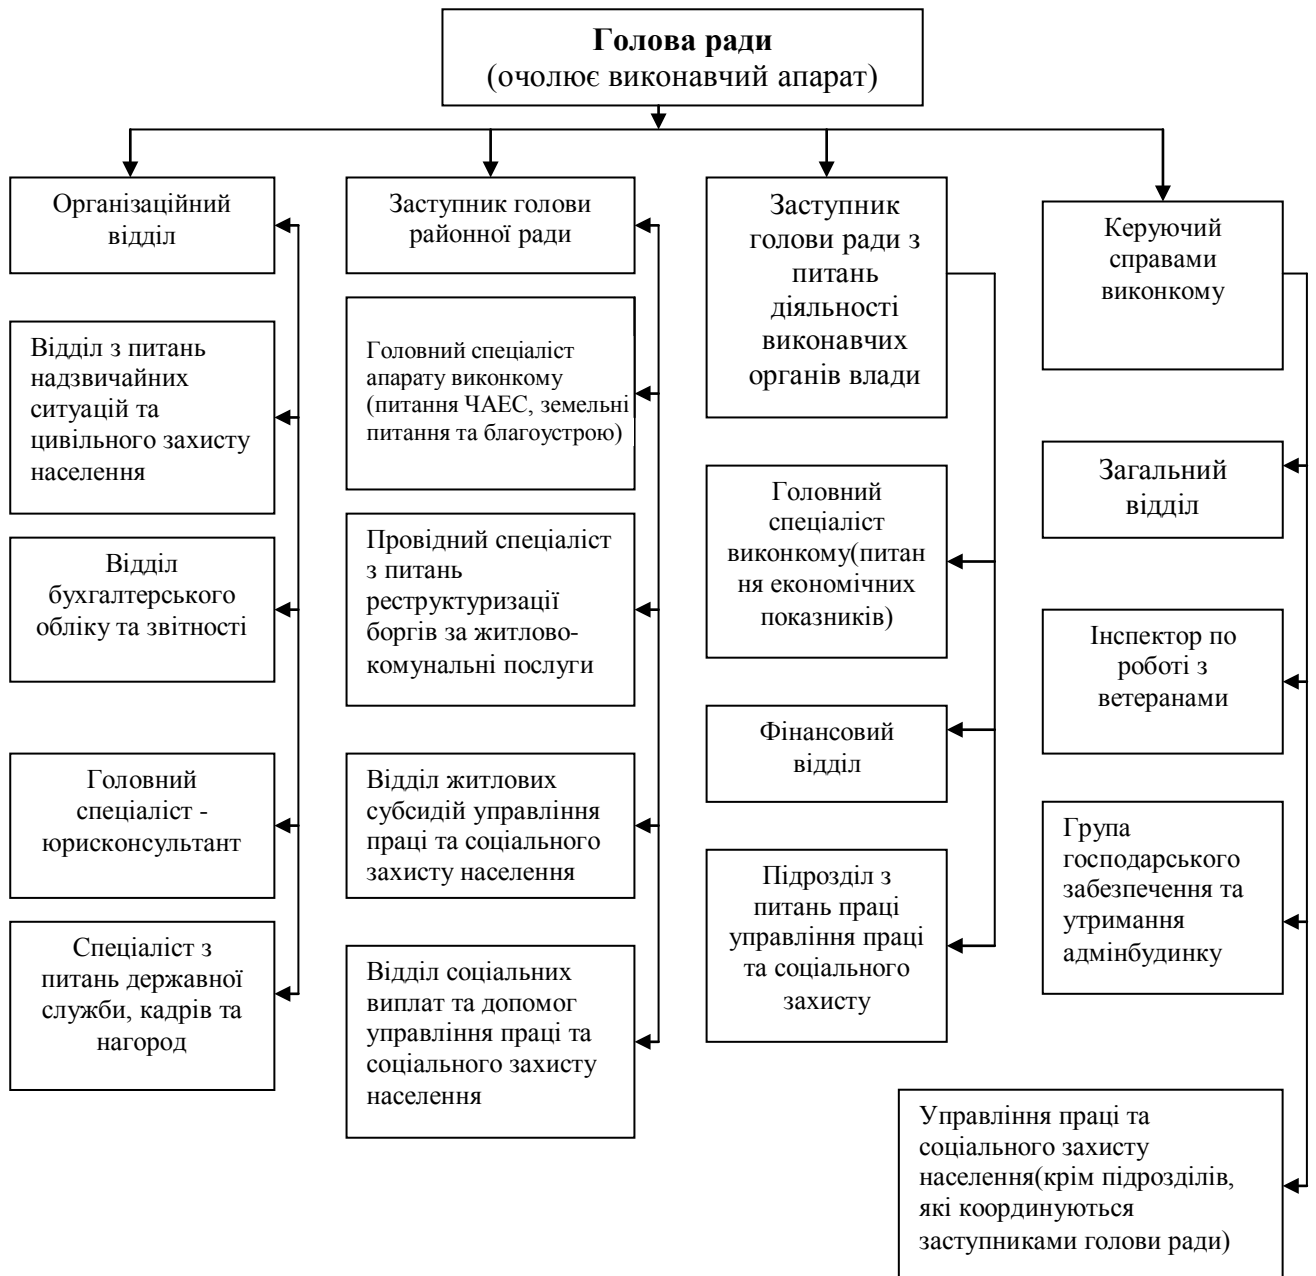 Голова ради
(очолює виконавчий апарат)
Організаційний
відділ
Відділ з питань
надзвичайних
ситуацій та
цивільного захисту
населення
Відділ
бухгалтерського
обліку та звітності
Головний
спеціаліст -
юрисконсультант
Спеціаліст з
питань державної
служби, кадрів та
нагород
Заступник голови
районної ради
Головний спеціаліст
апарату виконкому
(питання ЧАЕС, земельні
питання та благоустрою)
Провідний спеціаліст
з питань
реструктуризації
боргів за житлово-
комунальні послуги
Відділ житлових
субсидій управління
праці та соціального
захисту населення
Відділ соціальних
виплат та допомог
управління праці та
соціального захисту
населення
Заступник
голови ради з
питань
діяльності
виконавчих
органів влади
Головний
спеціаліст
виконкому(питан
ня економічних
показників)
Фінансовий
відділ
Підрозділ з
питань праці
управління праці
та соціального
захисту
Керуючий
справами
виконкому
Загальний
відділ
Інспектор по
роботі з
ветеранами
Група
господарського
забезпечення та
утримання
адмінбудинку
Управління праці та
соціального захисту
населення(крім підрозділів,
які координуються
заступниками голови ради)